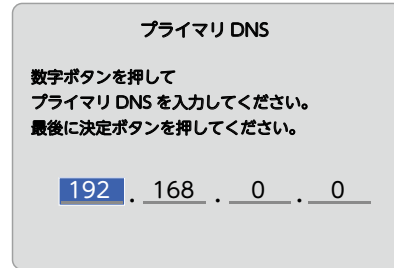 プライマリ DNS
数字ボタンを押して
プライマリ DNS を入力してください。
最後に決定ボタンを押してください。
192 . 168 . 0 . 0